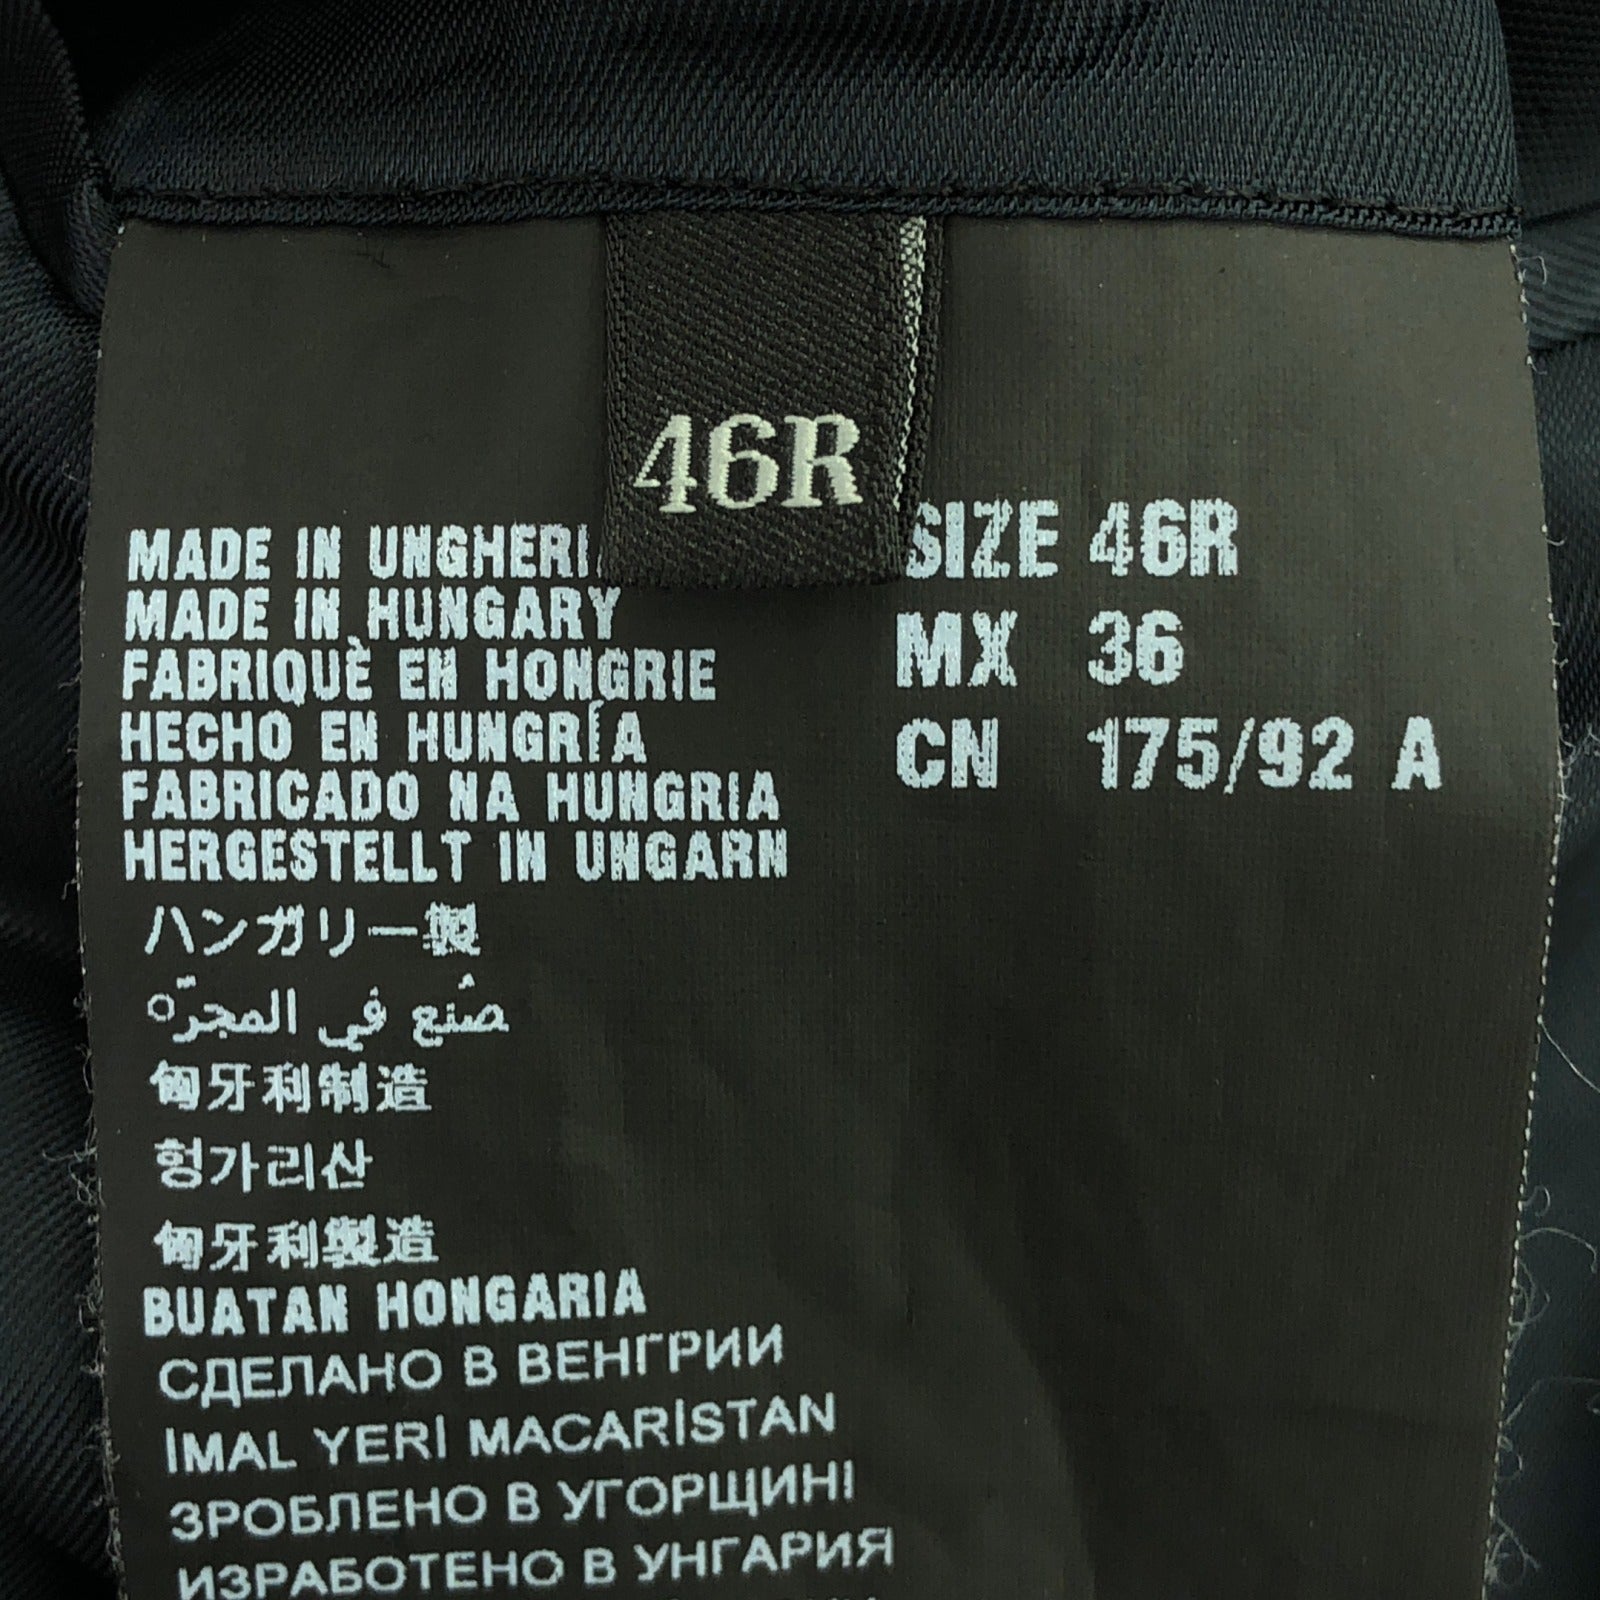 46R
MADE IN UNGHERI
MADE IN HUNGARY
FABRIQUÈ EN HONGRIE
HECHO EN HUNGRÍA
FABRICADO NA HUNGRIA
HERGESTELLT IN UNGARN
ハンガリー製
صُنع في المجرّه
匈牙利制造
헝가리산
匈牙利製造
BUATAN HONGARIA
СДЕЛАНО В ВЕНГРИИ
İMAL YERİ MACARİSTAN
ЗРОБЛЕНО В УГОРЩИНІ
ИЗРАБОТЕНО В УНГАРИЯ
SIZE 46R
MX 36
CN 175/92 A